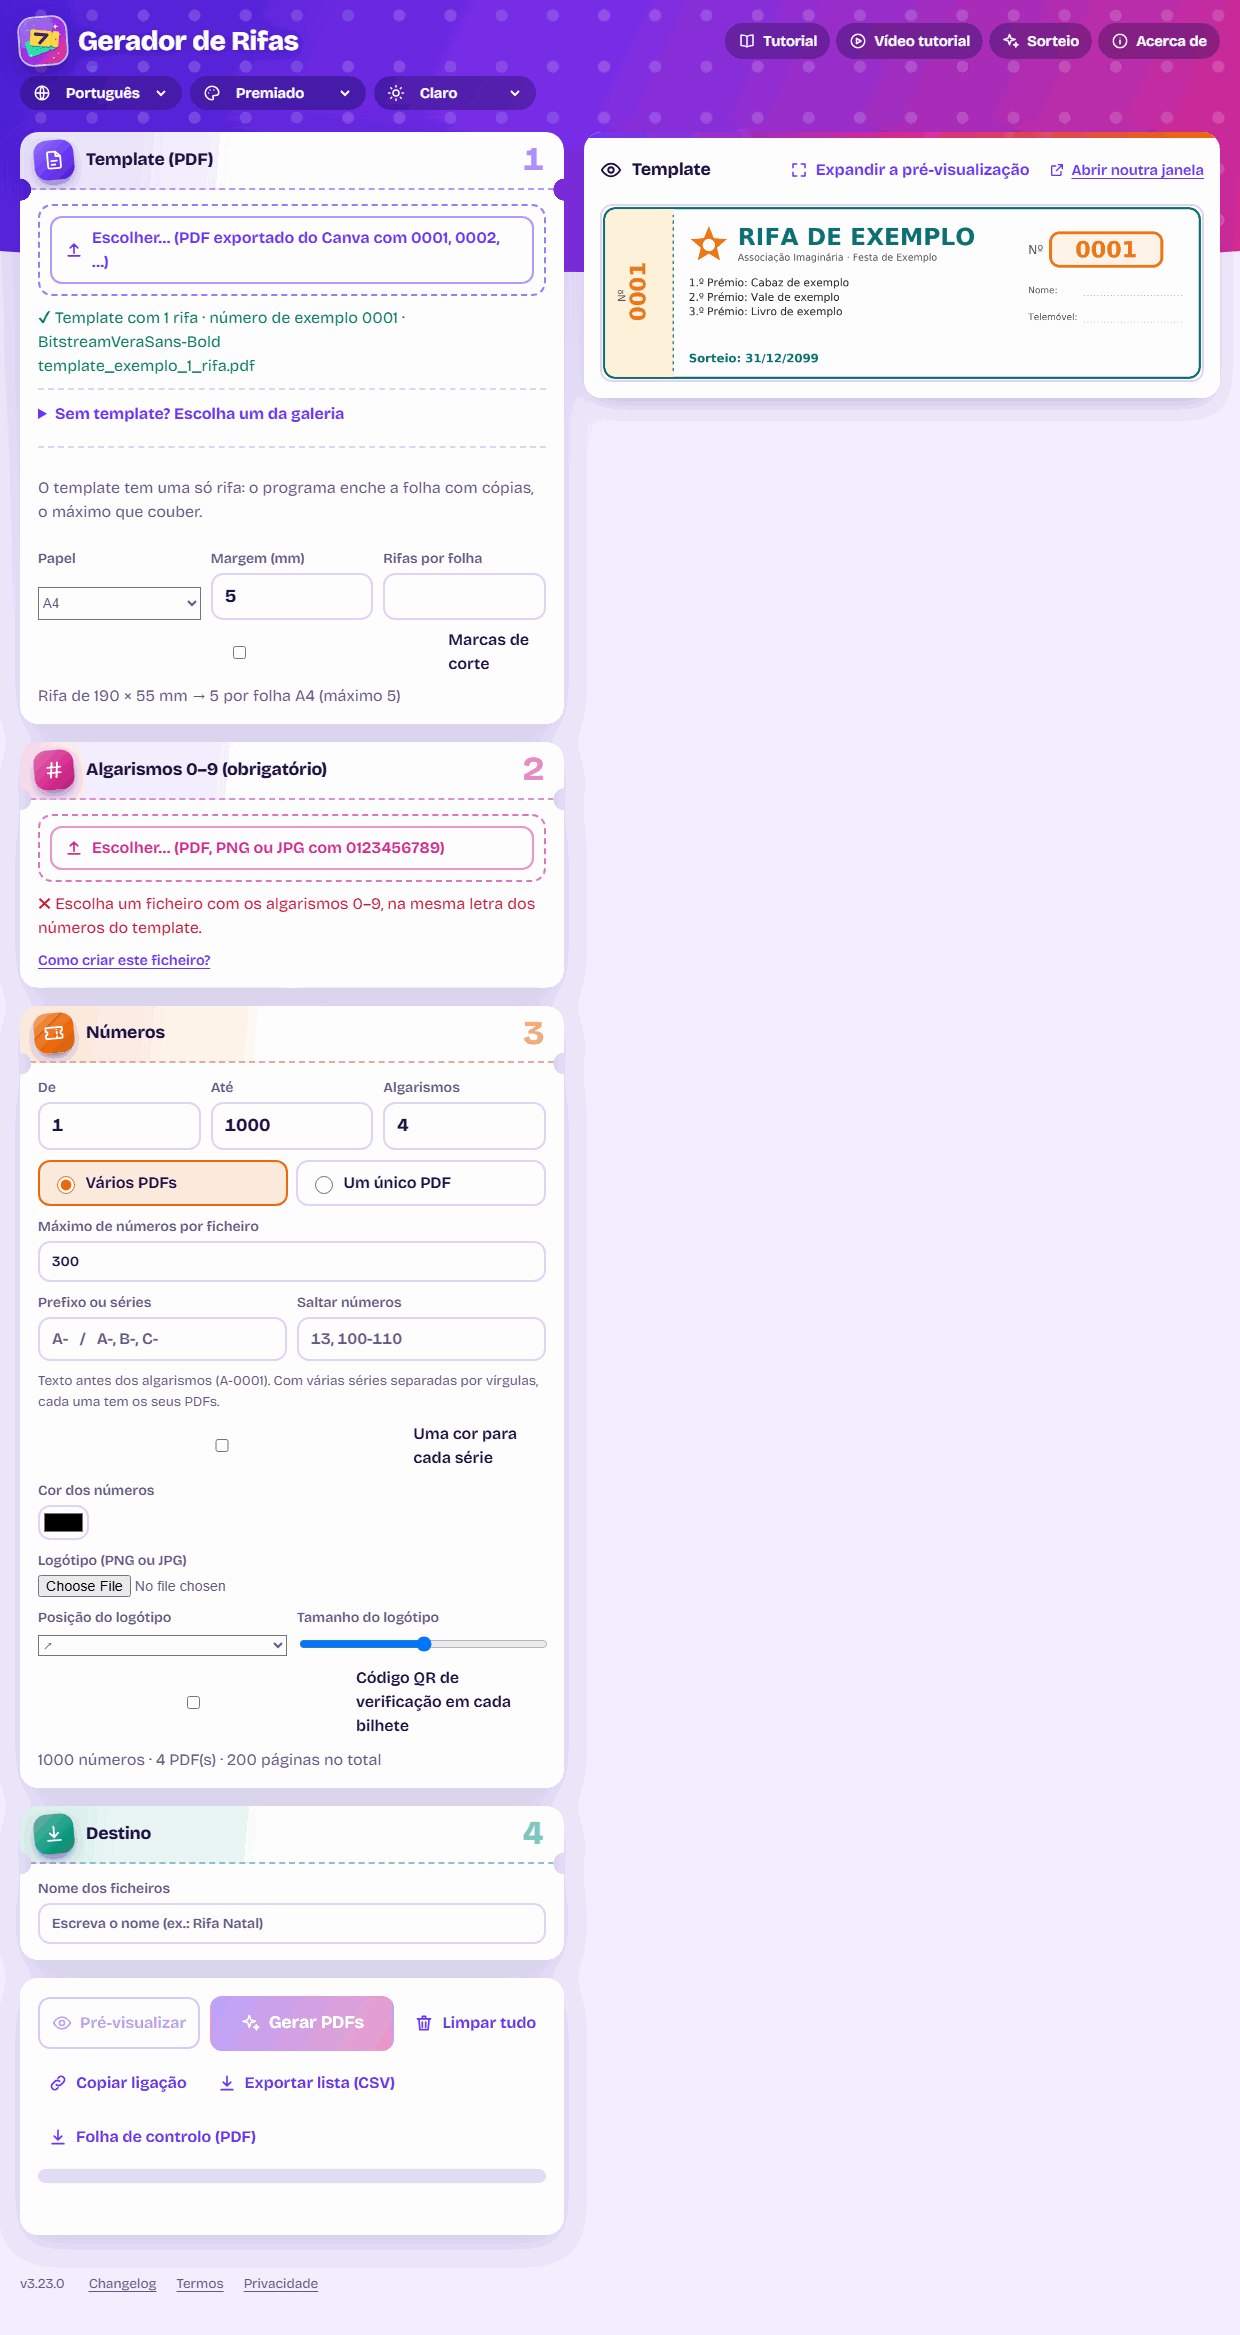 Gerador de Rifas
Tutorial
Vídeo tutorial
Sorteio
Acerca de
Português
Premiado
Claro
Template (PDF)
1
Escolher... (PDF exportado do Canva com 0001, 0002,
...)
✓ Template com 1 rifa · número de exemplo 0001 ·
BitstreamVeraSans-Bold
template_exemplo_1_rifa.pdf
Sem template? Escolha um da galeria
O template tem uma só rifa: o programa enche a folha com cópias,
o máximo que couber.
Papel
Margem (mm)
Rifas por folha
A4
5
Marcas de
corte
Rifa de 190 × 55 mm → 5 por folha A4 (máximo 5)
Algarismos 0–9 (obrigatório)
2
Escolher... (PDF, PNG ou JPG com 0123456789)
✕ Escolha um ficheiro com os algarismos 0–9, na mesma letra dos
números do template.
Como criar este ficheiro?
Números
3
De
Até
Algarismos
1
1000
4
Vários PDFs
Um único PDF
Máximo de números por ficheiro
300
Prefixo ou séries
Saltar números
A- / A-, B-, C-
13, 100-110
Texto antes dos algarismos (A-0001). Com várias séries separadas por vírgulas,
cada uma tem os seus PDFs.
Uma cor para
cada série
Cor dos números
Logótipo (PNG ou JPG)
Choose File No file chosen
Posição do logótipo
Tamanho do logótipo
↗
Código QR de
verificação em cada
bilhete
1000 números · 4 PDF(s) · 200 páginas no total
Destino
4
Nome dos ficheiros
Escreva o nome (ex.: Rifa Natal)
Pré-visualizar
Gerar PDFs
Limpar tudo
Copiar ligação
Exportar lista (CSV)
Folha de controlo (PDF)
v3.23.0
Changelog
Termos
Privacidade
Template
Expandir a pré-visualização
Abrir noutra janela
Nº
0001
RIFA DE EXEMPLO
Associação Imaginária · Festa de Exemplo
1.º Prémio: Cabaz de exemplo
2.º Prémio: Vale de exemplo
3.º Prémio: Livro de exemplo
Sorteio: 31/12/2099
Nº
0001
Nome:
Telemóvel:
7